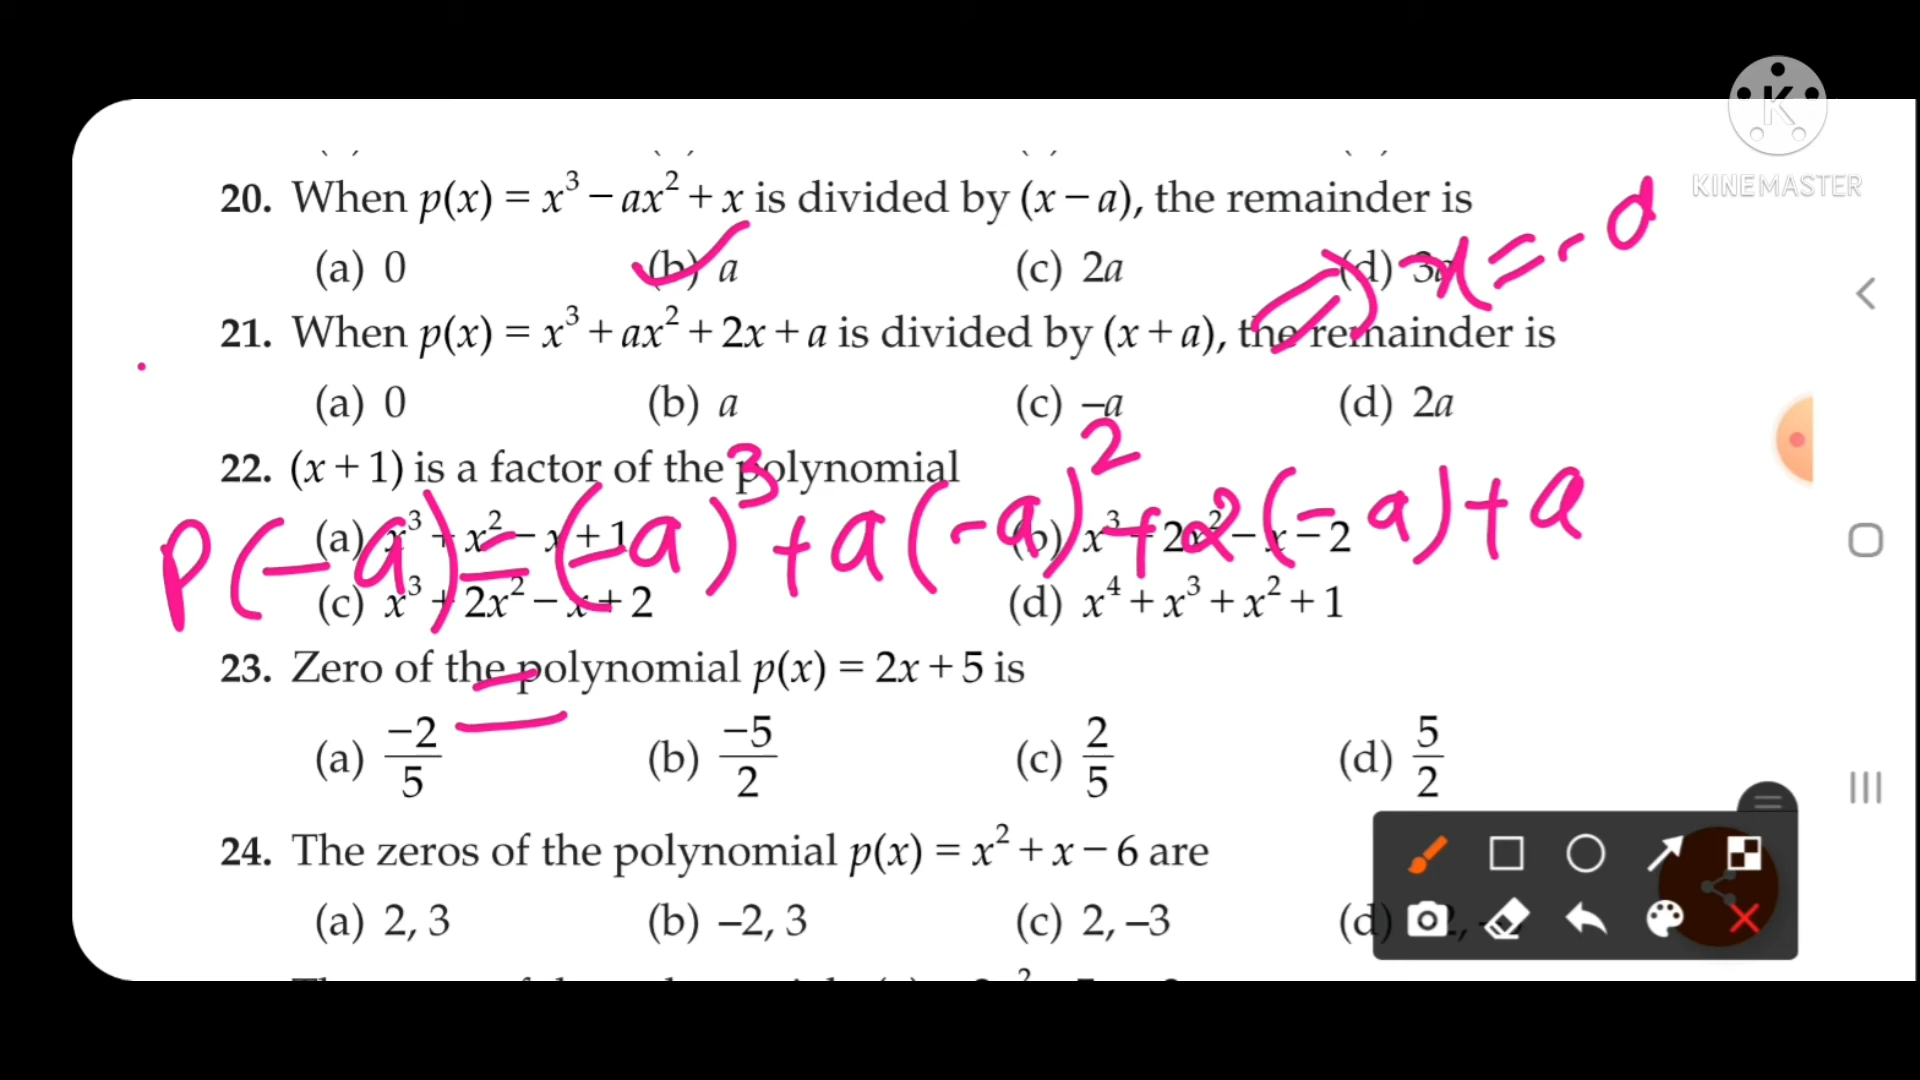 KINEMASTER
20. When p(x) = x³ − ax² + x is divided by (x − a), the remainder is
(a) 0 (b) a (c) 2a (d) 3a
⇒ x = -a
21. When p(x) = x³ + ax² + 2x + a is divided by (x + a), the remainder is
(a) 0 (b) a (c) –a (d) 2a
22. (x + 1) is a factor of the polynomial
P(-a) = (-a)³ + a(-a)² + 2(-a) + a
(a) x³ + x² − x + 1 (b) x³ + 2x² − x − 2
(c) x³ + 2x² − x + 2 (d) x⁴ + x³ + x² + 1
23. Zero of the polynomial p(x) = 2x + 5 is
=
(a) −2/5 (b) −5/2 (c) 2/5 (d) 5/2
24. The zeros of the polynomial p(x) = x² + x − 6 are
(a) 2, 3 (b) –2, 3 (c) 2, –3 (d)